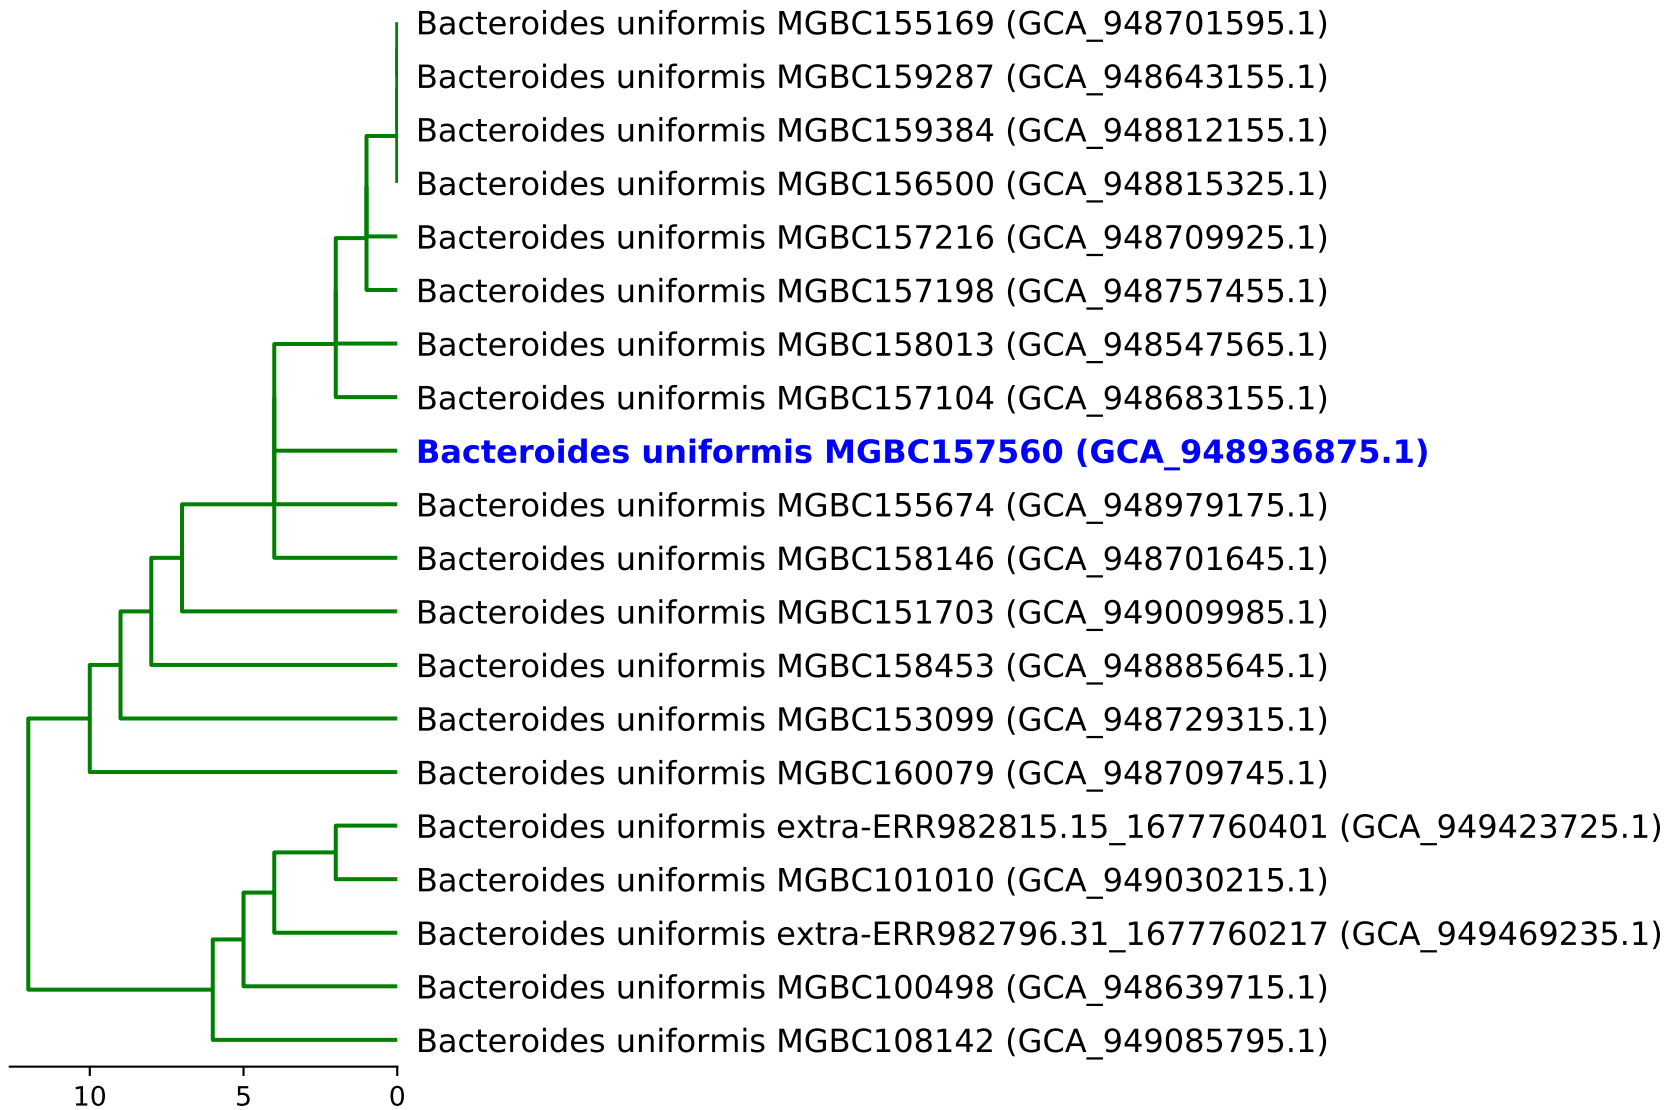 Bacteroides uniformis MGBC155169 (GCA_948701595.1)
Bacteroides uniformis MGBC159287 (GCA_948643155.1)
Bacteroides uniformis MGBC159384 (GCA_948812155.1)
Bacteroides uniformis MGBC156500 (GCA_948815325.1)
Bacteroides uniformis MGBC157216 (GCA_948709925.1)
Bacteroides uniformis MGBC157198 (GCA_948757455.1)
Bacteroides uniformis MGBC158013 (GCA_948547565.1)
Bacteroides uniformis MGBC157104 (GCA_948683155.1)
Bacteroides uniformis MGBC157560 (GCA_948936875.1)
Bacteroides uniformis MGBC155674 (GCA_948979175.1)
Bacteroides uniformis MGBC158146 (GCA_948701645.1)
Bacteroides uniformis MGBC151703 (GCA_949009985.1)
Bacteroides uniformis MGBC158453 (GCA_948885645.1)
Bacteroides uniformis MGBC153099 (GCA_948729315.1)
Bacteroides uniformis MGBC160079 (GCA_948709745.1)
Bacteroides uniformis extra-ERR982815.15_1677760401 (GCA_949423725.1)
Bacteroides uniformis MGBC101010 (GCA_949030215.1)
Bacteroides uniformis extra-ERR982796.31_1677760217 (GCA_949469235.1)
Bacteroides uniformis MGBC100498 (GCA_948639715.1)
Bacteroides uniformis MGBC108142 (GCA_949085795.1)
10 5 0